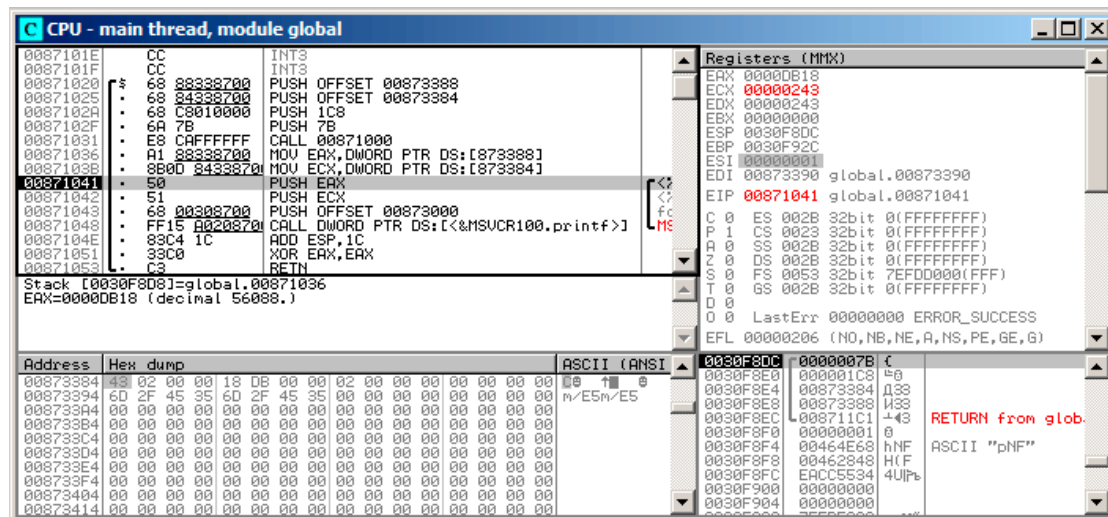 C CPU - main thread, module global
0087101E CC INT3
0087101F CC INT3
00871020 $ 68 88338700 PUSH OFFSET 00873388
00871025 . 68 84338700 PUSH OFFSET 00873384
0087102A . 68 C8010000 PUSH 1C8
0087102F . 6A 7B PUSH 7B
00871031 . E8 CAFFFFFF CALL 00871000
00871036 . A1 88338700 MOV EAX,DWORD PTR DS:[873388]
0087103B . 8B0D 84338700 MOV ECX,DWORD PTR DS:[873384]
00871041 . 50 PUSH EAX <%
00871042 . 51 PUSH ECX <%
00871043 . 68 00308700 PUSH OFFSET 00873000 fo
00871048 . FF15 A0208700 CALL DWORD PTR DS:[<&MSVCR100.printf>] MS
0087104E . 83C4 1C ADD ESP,1C
00871051 . 33C0 XOR EAX,EAX
00871053 . C3 RETN
Stack [0030F8D8]=global.00871036
EAX=0000DB18 (decimal 56088.)
Registers (MMX)
EAX 0000DB18
ECX 00000243
EDX 00000243
EBX 00000000
ESP 0030F8DC
EBP 0030F92C
ESI 00000001
EDI 00873390 global.00873390
EIP 00871041 global.00871041
C 0 ES 002B 32bit 0(FFFFFFFF)
P 1 CS 0023 32bit 0(FFFFFFFF)
A 0 SS 002B 32bit 0(FFFFFFFF)
Z 0 DS 002B 32bit 0(FFFFFFFF)
S 0 FS 0053 32bit 7EFDD000(FFF)
T 0 GS 002B 32bit 0(FFFFFFFF)
D 0
O 0 LastErr 00000000 ERROR_SUCCESS
EFL 00000206 (NO,NB,NE,A,NS,PE,GE,G)
Address Hex dump ASCII (ANSI
00873384 43 02 00 00 18 DB 00 00 02 00 00 00 00 00 00 00
00873394 6D 2F 45 35 6D 2F 45 35 00 00 00 00 00 00 00 00 m/E5m/E5
008733A4 00 00 00 00 00 00 00 00 00 00 00 00 00 00 00 00
008733B4 00 00 00 00 00 00 00 00 00 00 00 00 00 00 00 00
008733C4 00 00 00 00 00 00 00 00 00 00 00 00 00 00 00 00
008733D4 00 00 00 00 00 00 00 00 00 00 00 00 00 00 00 00
008733E4 00 00 00 00 00 00 00 00 00 00 00 00 00 00 00 00
008733F4 00 00 00 00 00 00 00 00 00 00 00 00 00 00 00 00
00873404 00 00 00 00 00 00 00 00 00 00 00 00 00 00 00 00
00873414 00 00 00 00 00 00 00 00 00 00 00 00 00 00 00 00
0030F8DC 0000007B {
0030F8E0 000001C8
0030F8E4 00873384 Д33
0030F8E8 00873388 И33
0030F8EC 008711C1 RETURN from glob
0030F8F0 00000001
0030F8F4 00464E68 hNF ASCII "pNF"
0030F8F8 00462848 H(F
0030F8FC EACC5534
0030F900 00000000
0030F904 00000000